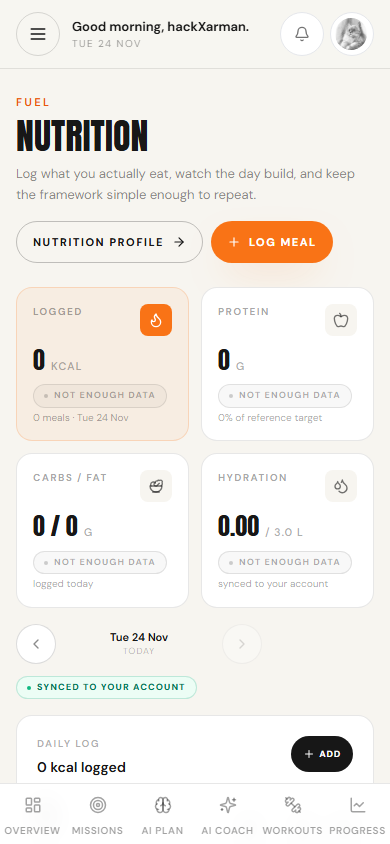 Good morning, hackXarman.
TUE 24 NOV
FUEL
NUTRITION
Log what you actually eat, watch the day build, and keep
the framework simple enough to repeat.
NUTRITION PROFILE
LOG MEAL
LOGGED
0 KCAL
NOT ENOUGH DATA
0 meals · Tue 24 Nov
PROTEIN
0 G
NOT ENOUGH DATA
0% of reference target
CARBS / FAT
0 / 0 G
NOT ENOUGH DATA
logged today
HYDRATION
0.00 / 3.0 L
NOT ENOUGH DATA
synced to your account
Tue 24 Nov
TODAY
SYNCED TO YOUR ACCOUNT
DAILY LOG
0 kcal logged
+ ADD
OVERVIEW
MISSIONS
AI PLAN
AI COACH
WORKOUTS
PROGRESS